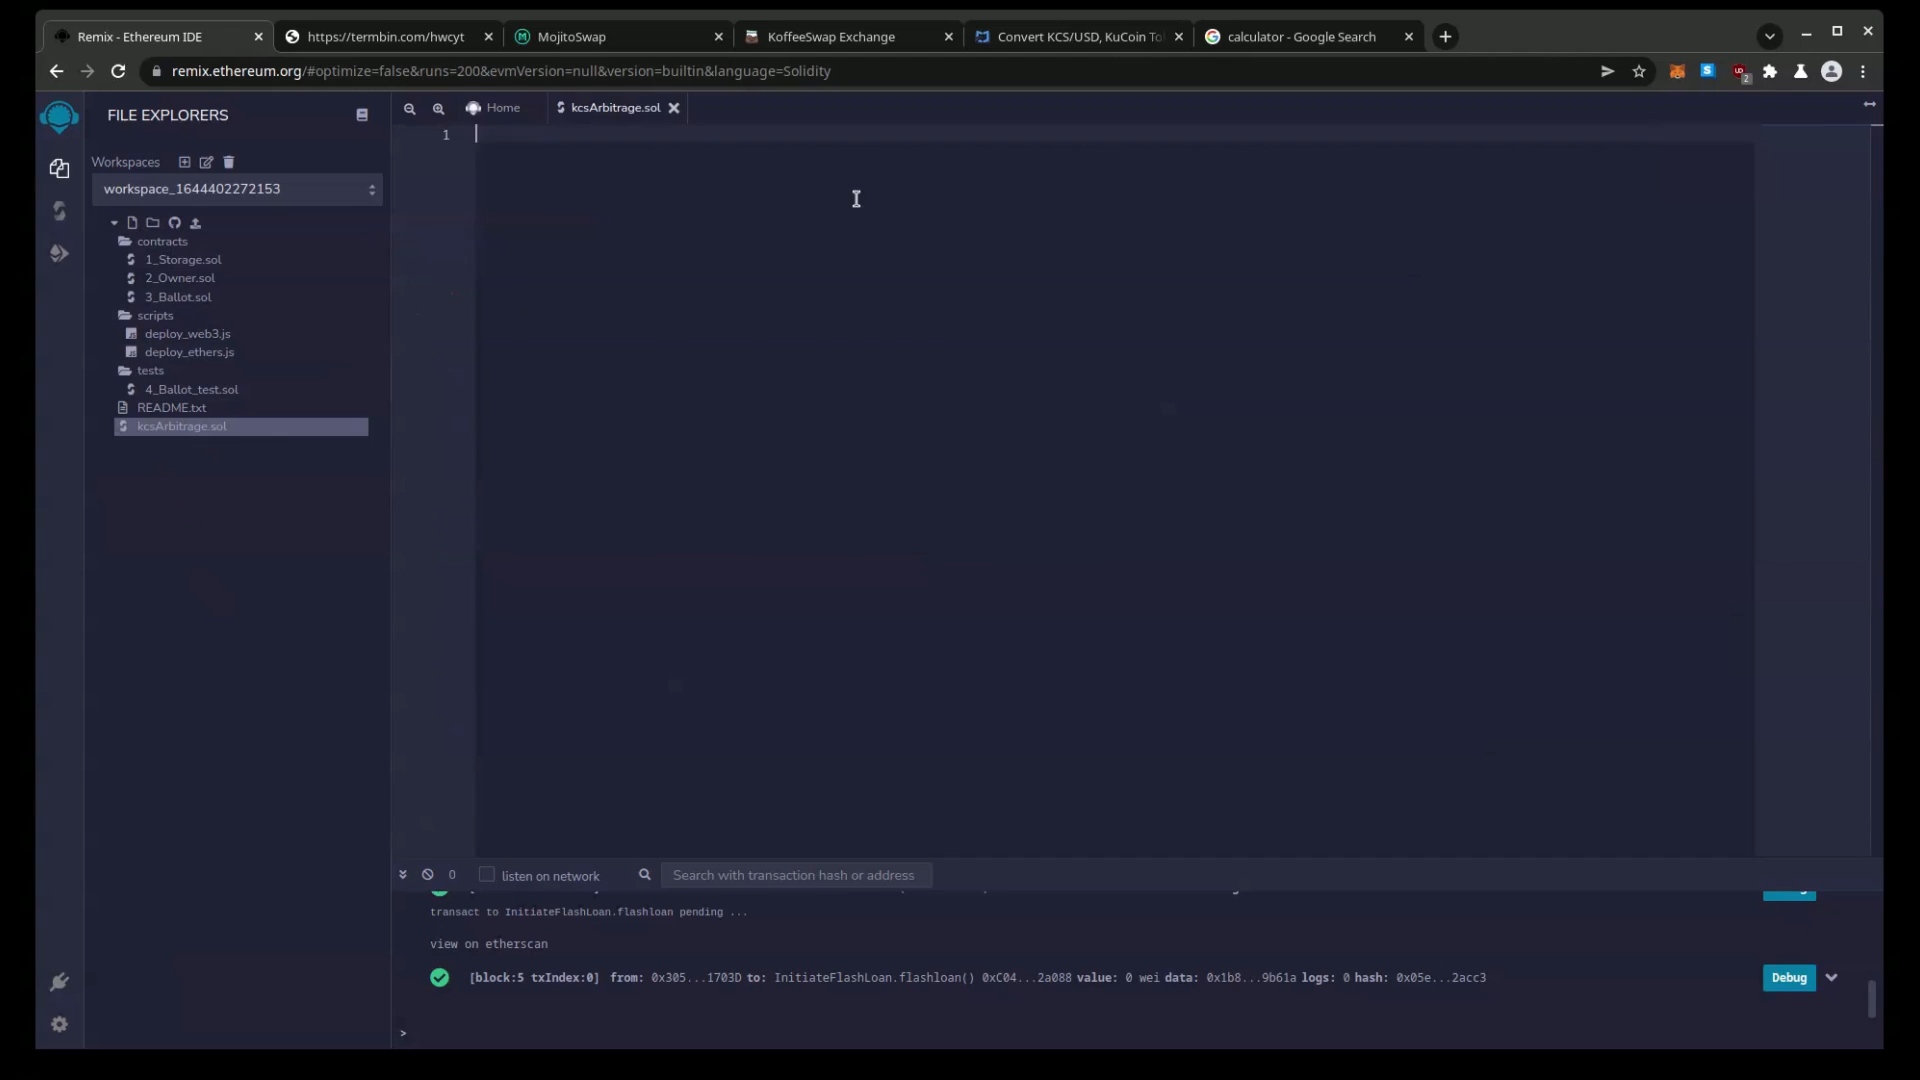 Remix - Ethereum IDE
https://termbin.com/hwcyt
MojitoSwap
KoffeeSwap Exchange
Convert KCS/USD, KuCoin To
calculator - Google Search
remix.ethereum.org/#optimize=false&runs=200&evmVersion=null&version=builtin&language=Solidity
2
FILE EXPLORERS
Home
kcsArbitrage.sol
1
Workspaces
workspace_1644402272153
contracts
1_Storage.sol
2_Owner.sol
3_Ballot.sol
scripts
deploy_web3.js
deploy_ethers.js
tests
4_Ballot_test.sol
README.txt
kcsArbitrage.sol
0
listen on network
Search with transaction hash or address
transact to InitiateFlashLoan.flashloan pending ...
view on etherscan
[block:5 txIndex:0] from: 0x305...1703D to: InitiateFlashLoan.flashloan() 0xC04...2a088 value: 0 wei data: 0x1b8...9b61a logs: 0 hash: 0x05e...2acc3
Debug
>